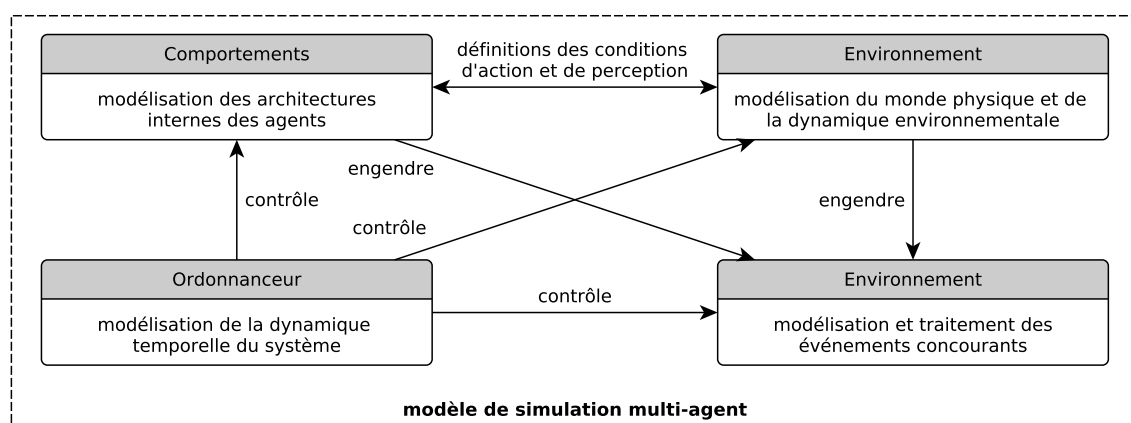 Comportements
modélisation des architectures
internes des agents
définitions des conditions
d'action et de perception
Environnement
modélisation du monde physique et de
la dynamique environnementale
engendre
contrôle
contrôle
engendre
Ordonnanceur
modélisation de la dynamique
temporelle du système
contrôle
Environnement
modélisation et traitement des
événements concourants
modèle de simulation multi-agent